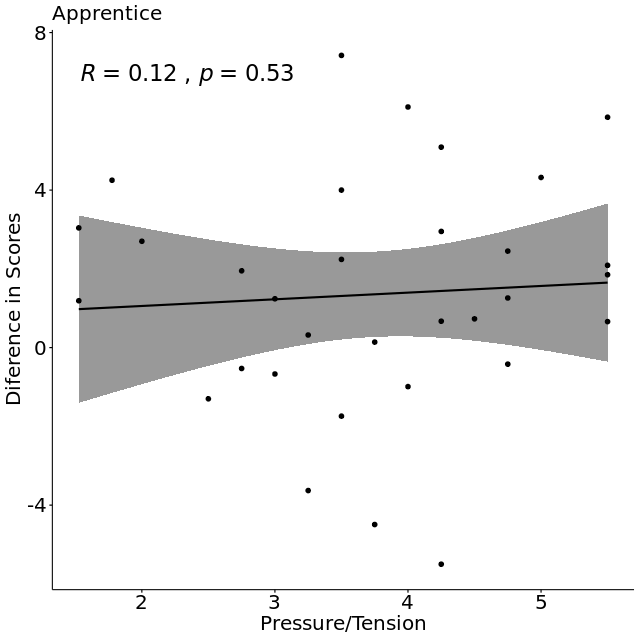 Apprentice
R = 0.12 , p = 0.53
Diference in Scores
8
4
0
-4
2 3 4 5
Pressure/Tension